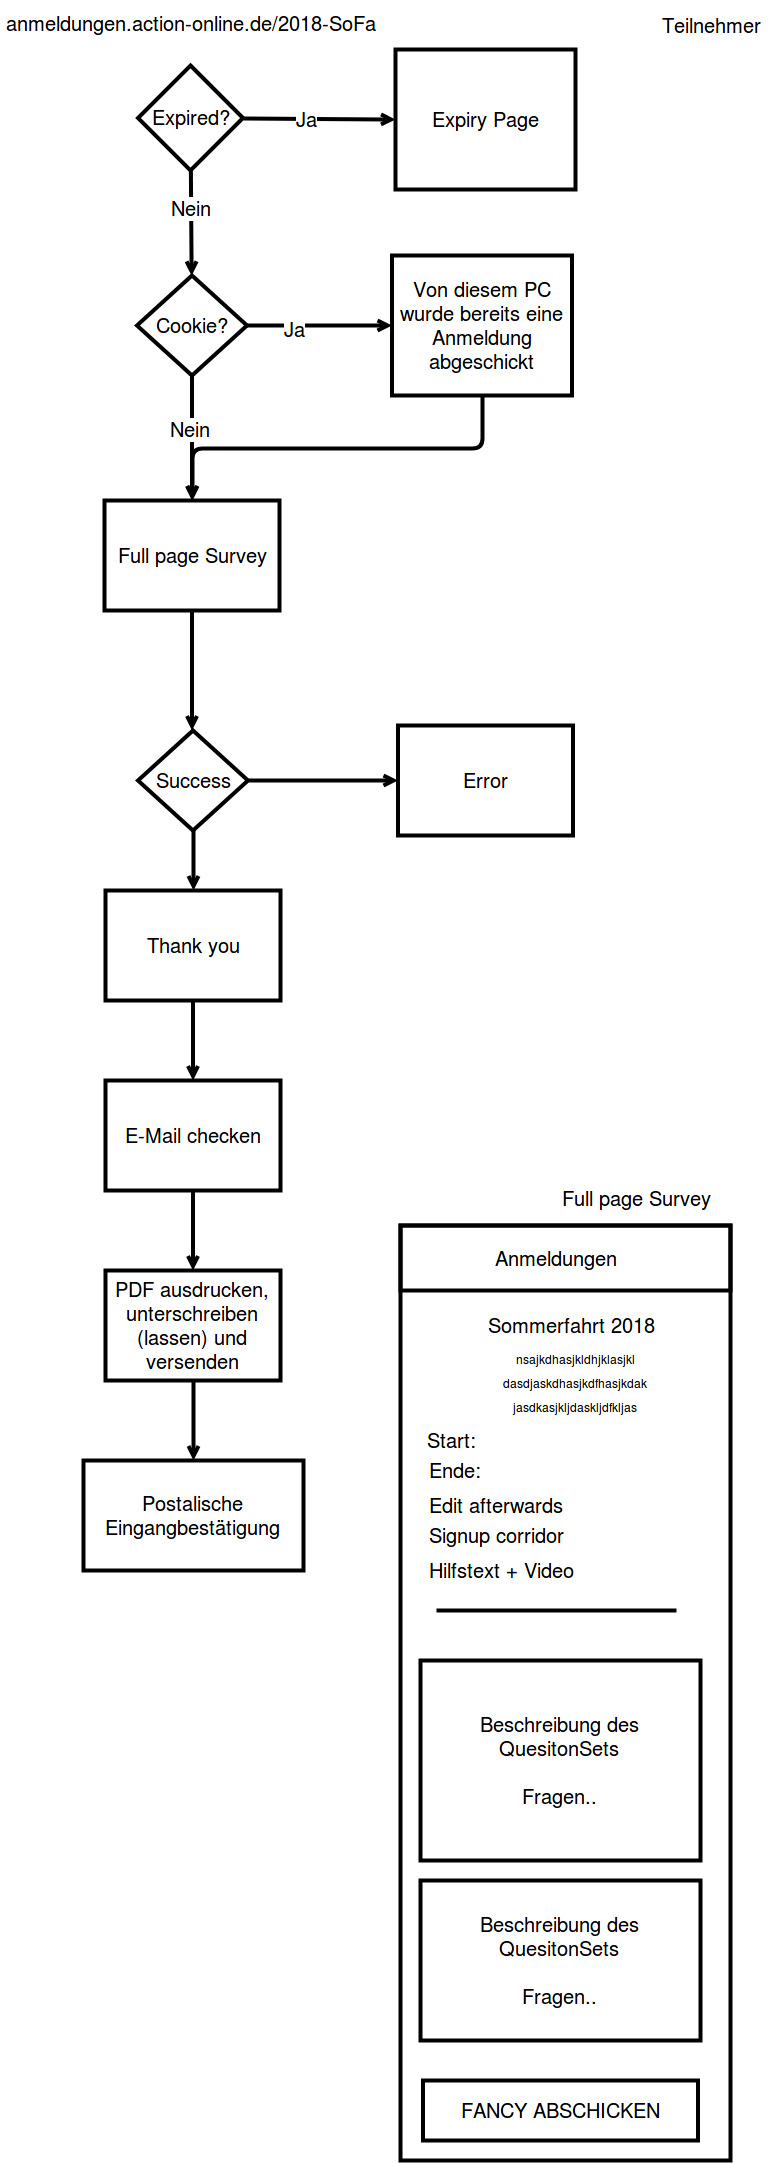 anmeldungen.action-online.de/2018-SoFa
Teilnehmer
Expired?
Ja
Expiry Page
Nein
Cookie?
Ja
Von diesem PC
wurde bereits eine
Anmeldung
abgeschickt
Nein
Full page Survey
Success
Error
Thank you
E-Mail checken
PDF ausdrucken,
unterschreiben
(lassen) und
versenden
Postalische
Eingangbestätigung
Full page Survey
Anmeldungen
Sommerfahrt 2018
nsajkdhasjkldhjklasjkl
dasdjaskdhasjkdfhasjkdak
jasdkasjkljdaskljdfkljas
Start:
Ende:
Edit afterwards
Signup corridor
Hilfstext + Video
Beschreibung des
QuesitonSets
Fragen..
Beschreibung des
QuesitonSets
Fragen..
FANCY ABSCHICKEN